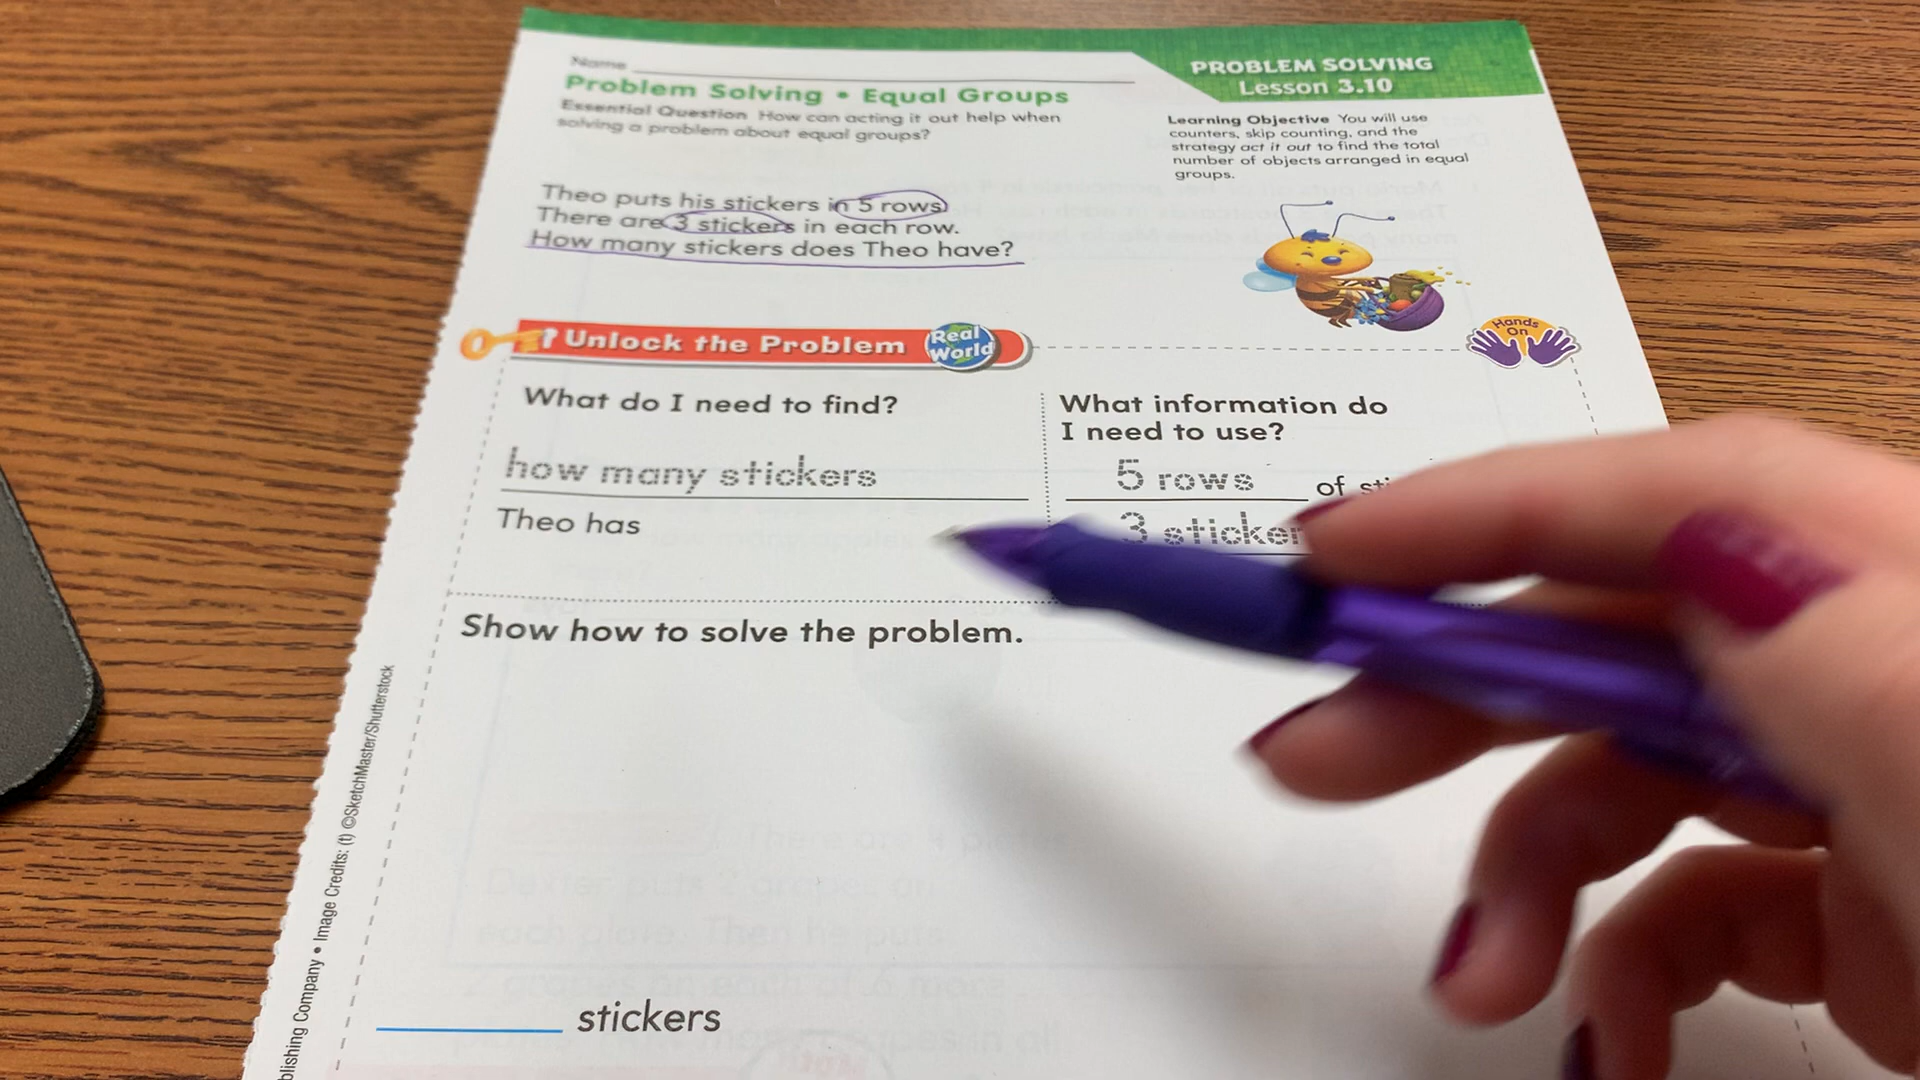 Name
PROBLEM SOLVING
Lesson 3.10
Problem Solving • Equal Groups
Essential Question How can acting it out help when
solving a problem about equal groups?
Learning Objective You will use
counters, skip counting, and the
strategy act it out to find the total
number of objects arranged in equal
groups.
Theo puts his stickers in 5 rows.
There are 3 stickers in each row.
How many stickers does Theo have?
Unlock the Problem
Real
World
Hands
On
What do I need to find?
how many stickers
Theo has
What information do
I need to use?
5 rows of
3
Show how to solve the problem.
stickers
Company • Image Credits: (t) ©SketchMaster/Shutterstock